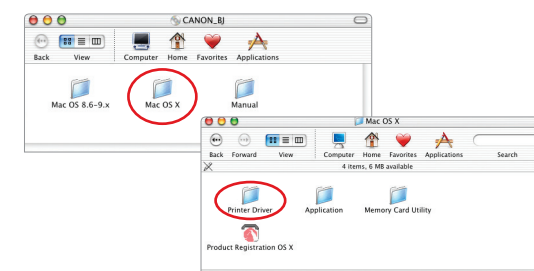 CANON_BJ
Back View Computer Home Favorites Applications
Mac OS 8.6-9.x Mac OS X Manual
Mac OS X
Back Forward View Computer Home Favorites Applications Search
4 items, 6 MB available
Printer Driver Application Memory Card Utility
Product Registration OS X